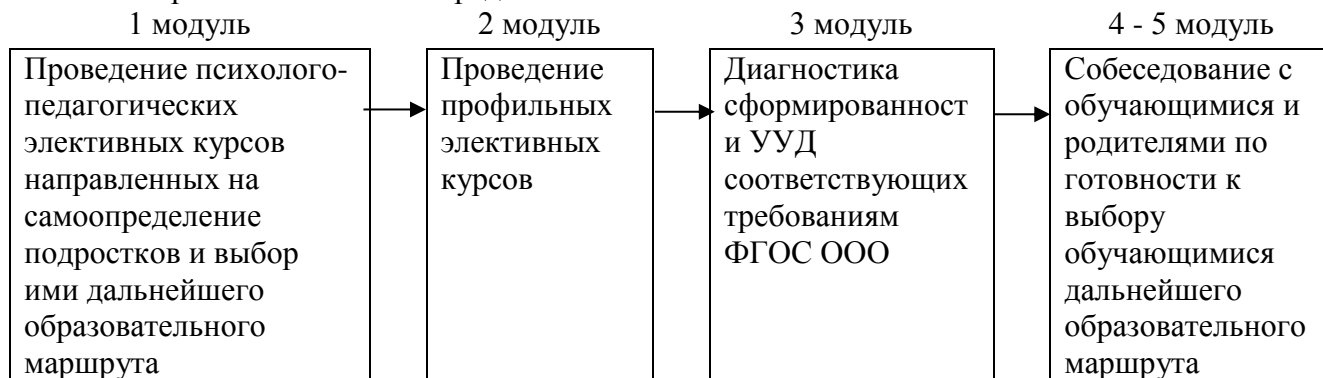 1 модуль
2 модуль
3 модуль
4 - 5 модуль
Проведение психолого-
педагогических
элективных курсов
направленных на
самоопределение
подростков и выбор
ими дальнейшего
образовательного
маршрута
Проведение
профильных
элективных
курсов
Диагностика
сформированност
и УУД
соответствующих
требованиям
ФГОС ООО
Собеседование с
обучающимися и
родителями по
готовности к
выбору
обучающимися
дальнейшего
образовательного
маршрута